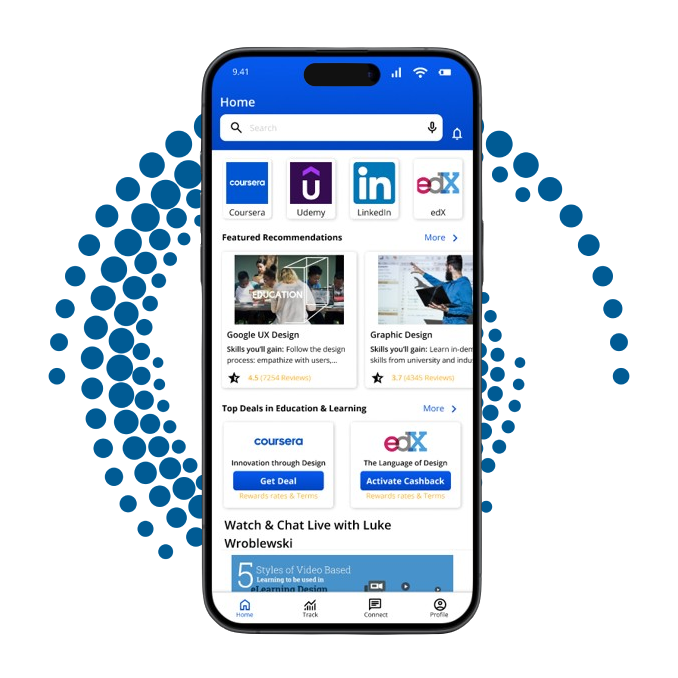 9.41
Home
Search
coursera
Coursera
Udemy
in
LinkedIn
edX
edX
Featured Recommendations
More
EDUCATION
Google UX Design
Skills you'll gain: Follow the design
process: empathize with users,...
4.5 (7254 Reviews)
Graphic Design
Skills you'll gain: Learn in-dem
skills from university and indu
3.7 (4345 Reviews)
Top Deals in Education & Learning
More
coursera
Innovation through Design
Get Deal
Rewards rates & Terms
edX
The Language of Design
Activate Cashback
Rewards rates & Terms
Watch & Chat Live with Luke
Wroblewski
5 Styles of Video Based
Learning to be used in
eLearning Design
Home
Track
Connect
Profile